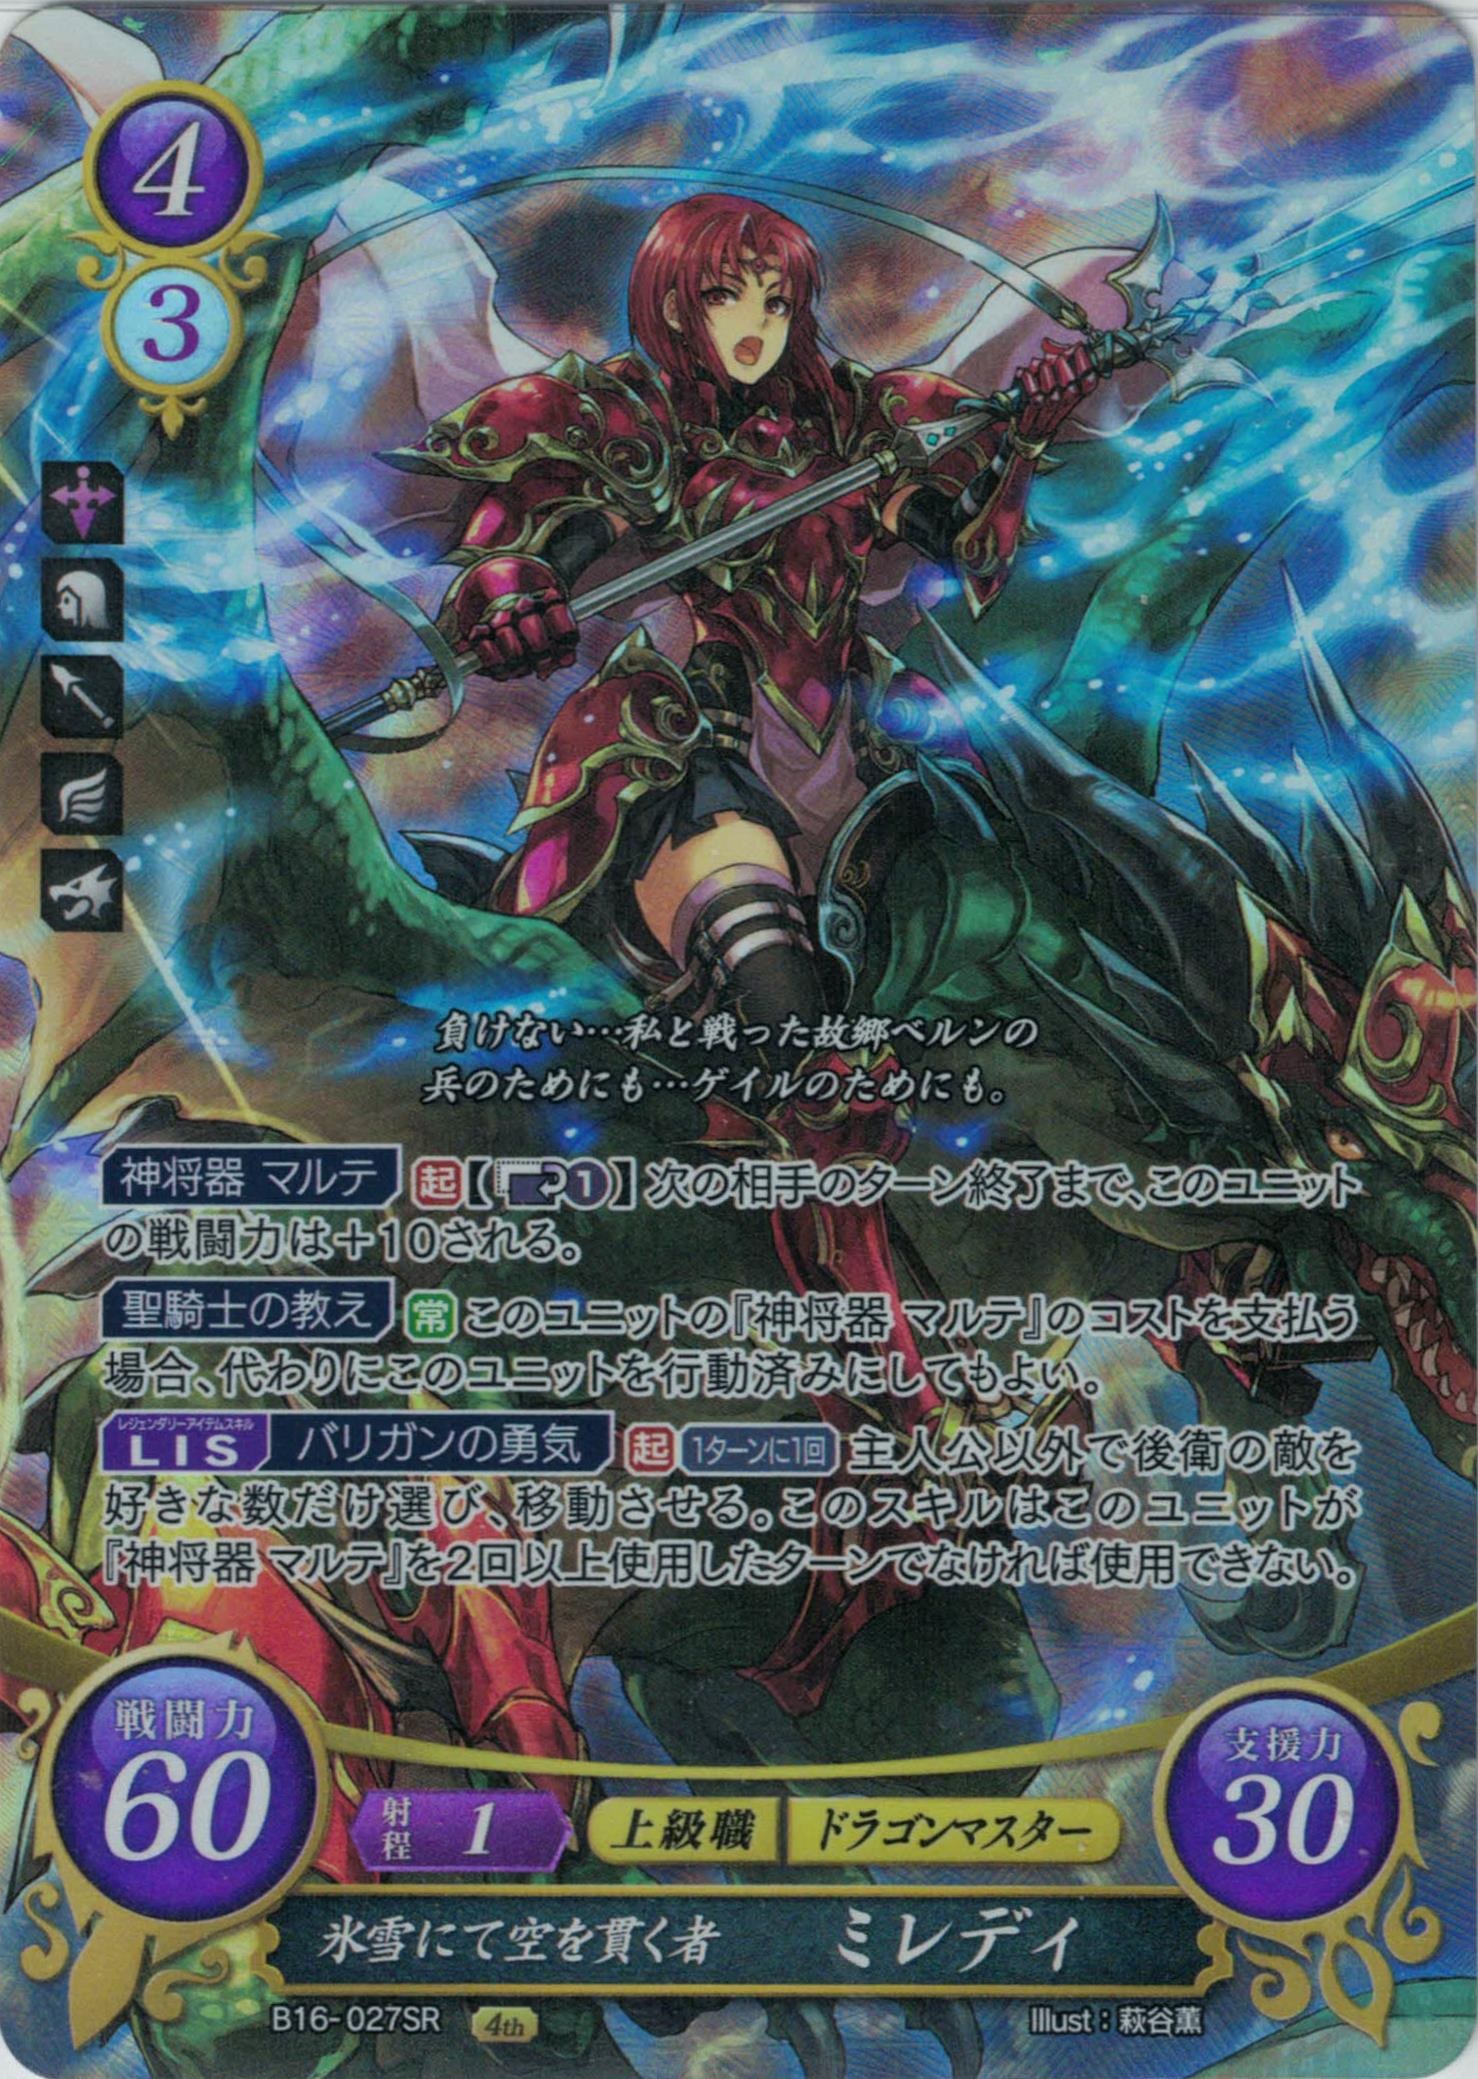 4
3
負けない…私と戦った故郷ベルンの
兵のためにも…ゲイルのためにも。
神将器 マルテ 起【1】次の相手のターン終了まで、このユニット
の戦闘力は+10される。
聖騎士の教え 常 このユニットの『神将器 マルテ』のコストを支払う
場合、代わりにこのユニットを行動済みにしてもよい。
レジェンダリーアイテムスキル
LIS バリガンの勇気 起 1ターンに1回 主人公以外で後衛の敵を
好きな数だけ選び、移動させる。このスキルはこのユニットが
『神将器 マルテ』を2回以上使用したターンでなければ使用できない。
戦闘力
60
射程 1
上級職 ドラゴンマスター
支援力
30
氷雪にて空を貫く者 ミレディ
B16-027SR 4th Illust:萩谷薫